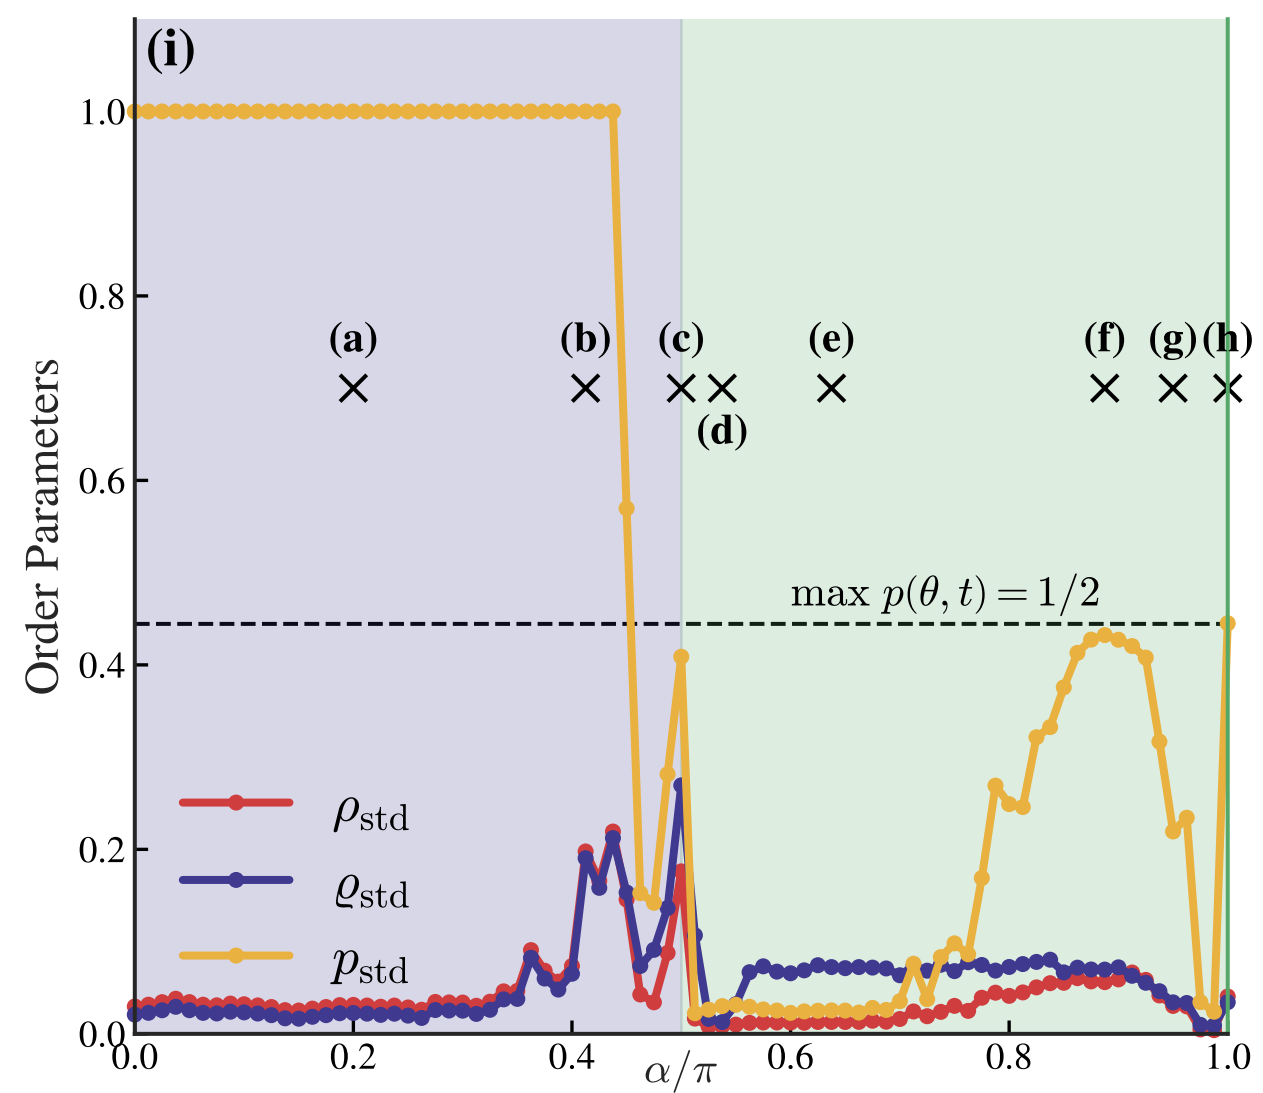 (i)
1.0
0.8
(a) (b) (c) (e) (f) (g) (h)
(d)
0.6
max p(θ, t) = 1/2
0.4
Order Parameters
ρstd
0.2
ϱstd
pstd
0.0
0.0 0.2 0.4 0.6 0.8 1.0
α/π